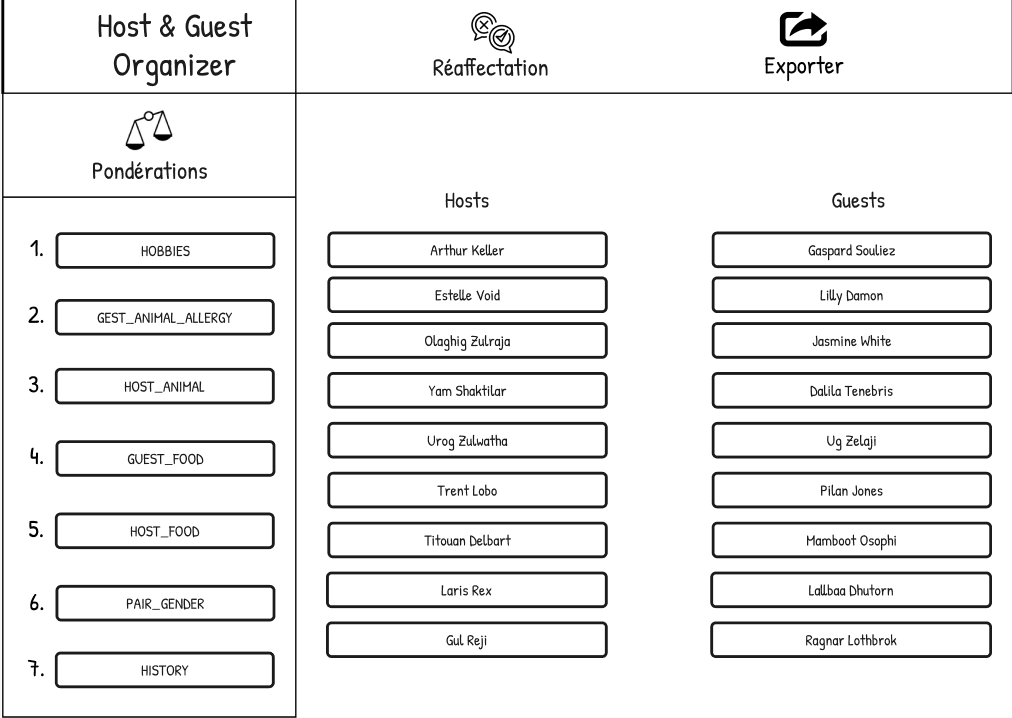 Host & Guest
Organizer
Réaffectation
Exporter
Pondérations
1. HOBBIES
2. GEST_ANIMAL_ALLERGY
3. HOST_ANIMAL
4. GUEST_FOOD
5. HOST_FOOD
6. PAIR_GENDER
7. HISTORY
Hosts
Arthur Keller
Estelle Void
Olaghig Zulraja
Yam Shaktilar
Urog Zulwatha
Trent Lobo
Titouan Delbart
Laris Rex
Gul Reji
Guests
Gaspard Souliez
Lilly Damon
Jasmine White
Dalila Tenebris
Ug Zelaji
Pilan Jones
Mamboot Osophi
Lallbaa Dhutorn
Ragnar Lothbrok